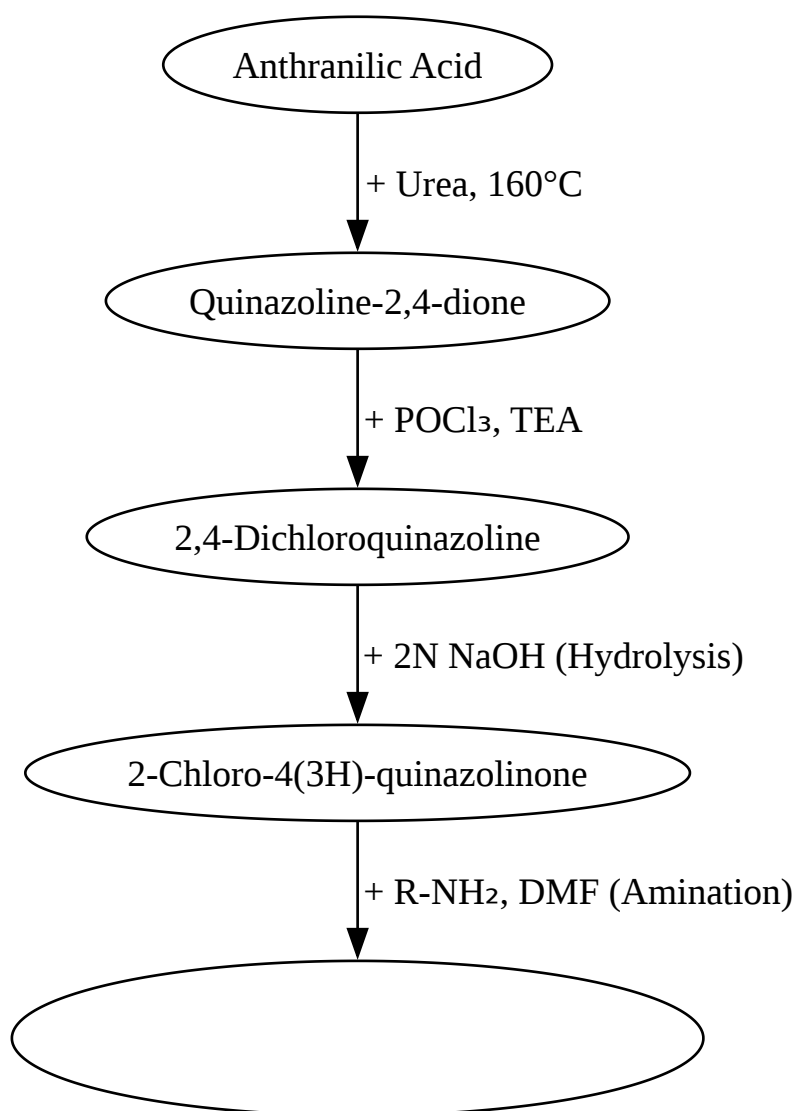 Anthranilic Acid
+ Urea, 160°C
Quinazoline-2,4-dione
+ POCl₃, TEA
2,4-Dichloroquinazoline
+ 2N NaOH (Hydrolysis)
2-Chloro-4(3H)-quinazolinone
+ R-NH₂, DMF (Amination)